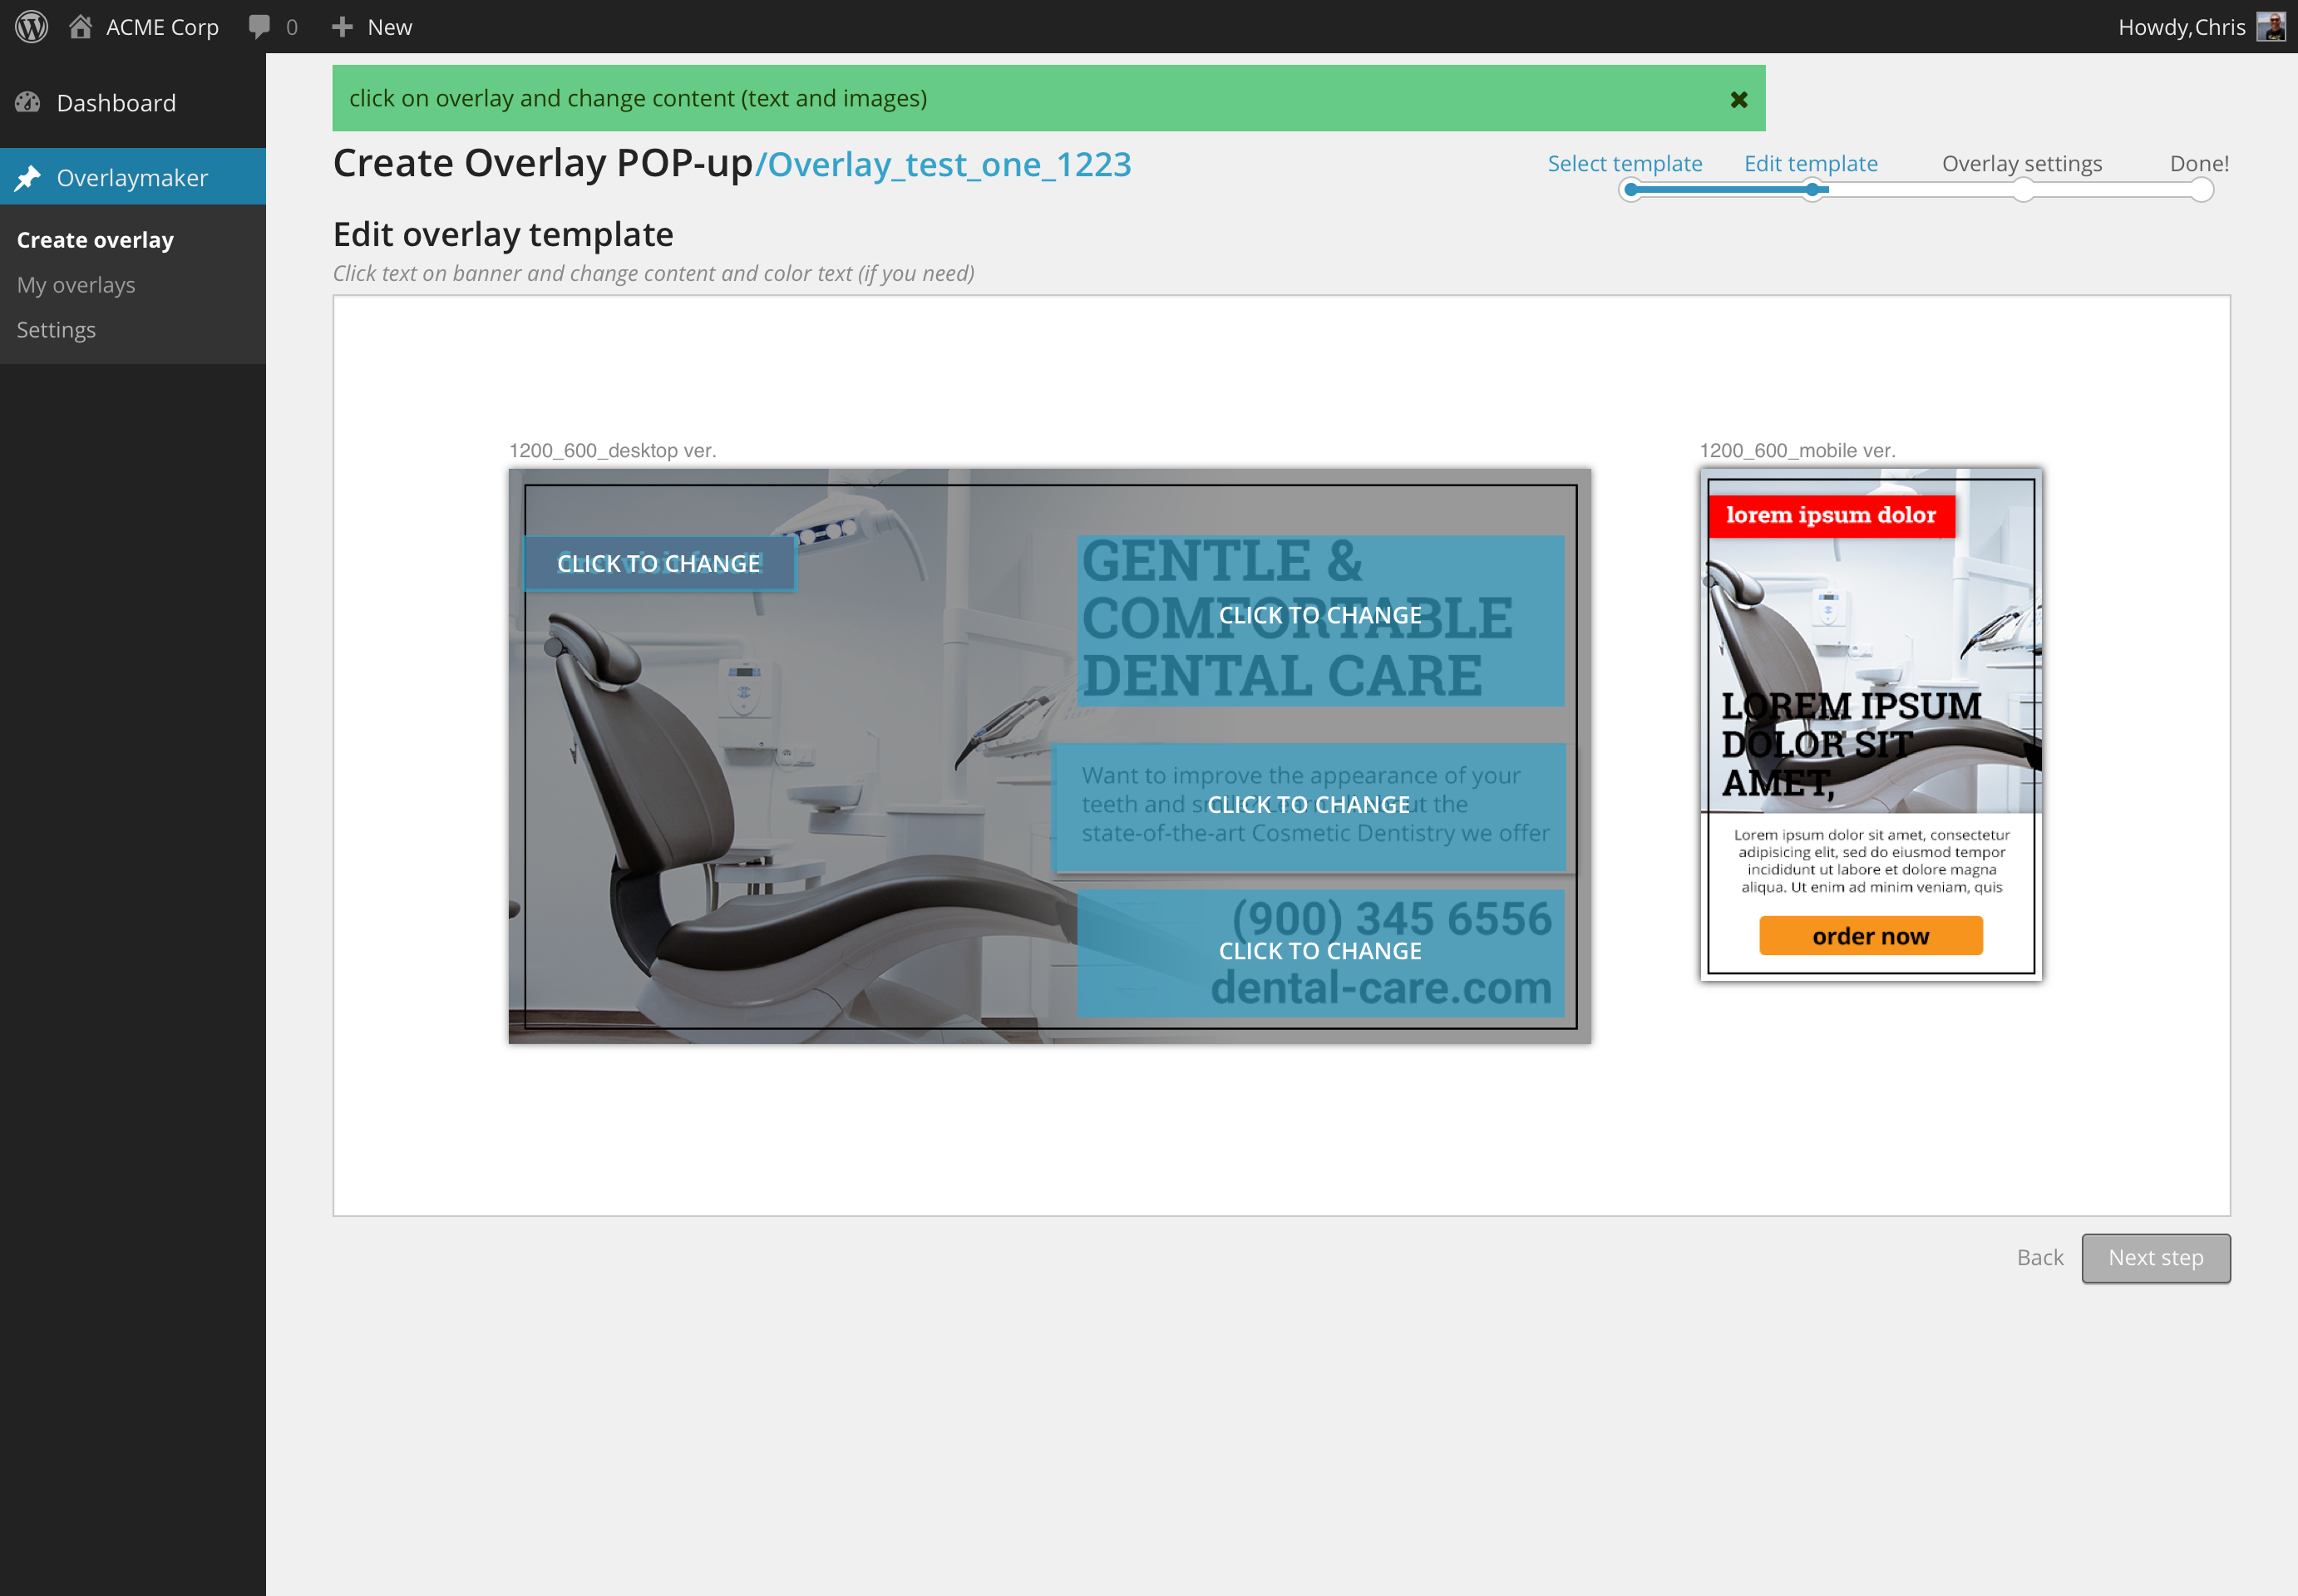 ACME Corp 0 New Howdy,Chris
Dashboard
Overlaymaker
Create overlay
My overlays
Settings
click on overlay and change content (text and images)
Create Overlay POP-up/Overlay_test_one_1223
Select template Edit template Overlay settings Done!
Edit overlay template
Click text on banner and change content and color text (if you need)
1200_600_desktop ver.
CLICK TO CHANGE
GENTLE &
COMFORTABLE
DENTAL CARE
CLICK TO CHANGE
Want to improve the appearance of your
teeth and the
state-of-the-art Cosmetic Dentistry we offer
CLICK TO CHANGE
(900) 345 6556
CLICK TO CHANGE
dental-care.com
1200_600_mobile ver.
lorem ipsum dolor
LOREM IPSUM
DOLOR SIT
AMET,
Lorem ipsum dolor sit amet, consectetur
adipisicing elit, sed do eiusmod tempor
incididunt ut labore et dolore magna
aliqua. Ut enim ad minim veniam, quis
order now
Back Next step